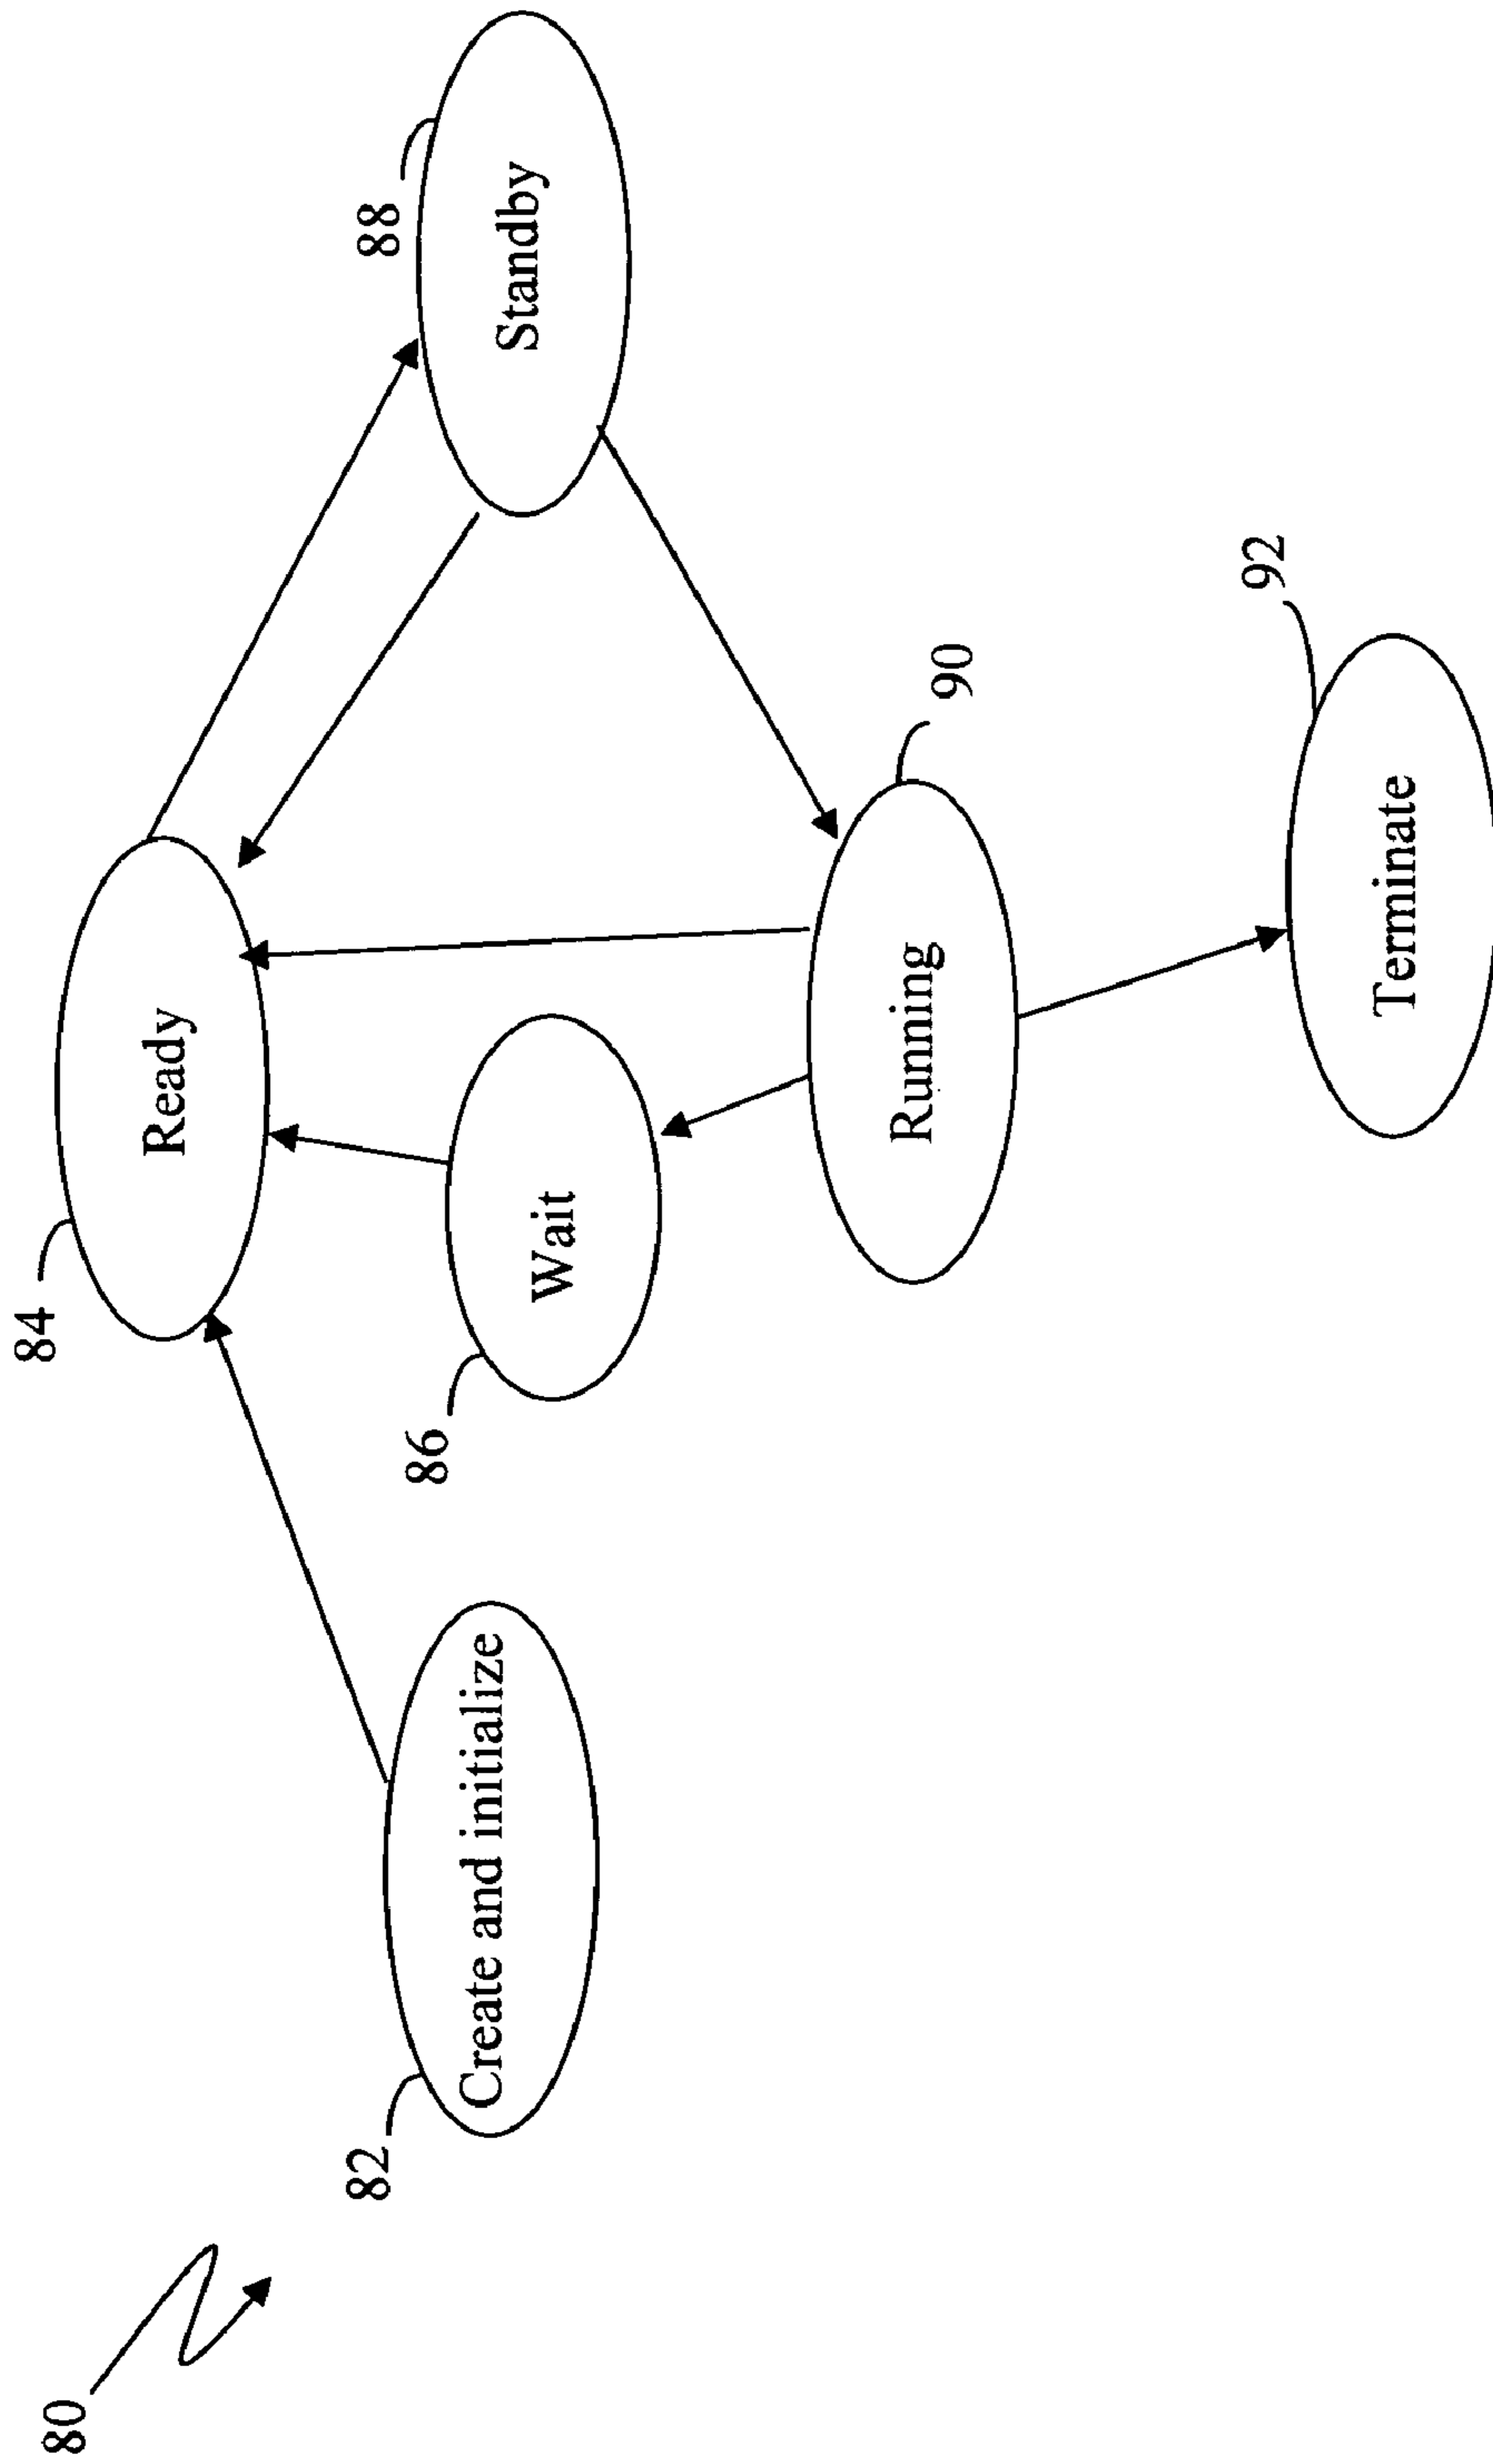 80
82
Create and initialize
84
Ready
86
Wait
88
Standby
90
Running
92
Terminate